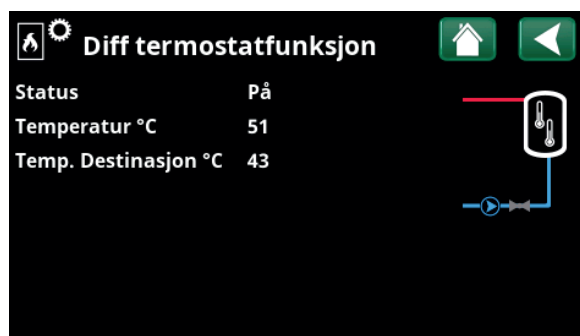 Diff termostatfunksjon
Status På
Temperatur °C 51
Temp. Destinasjon °C 43